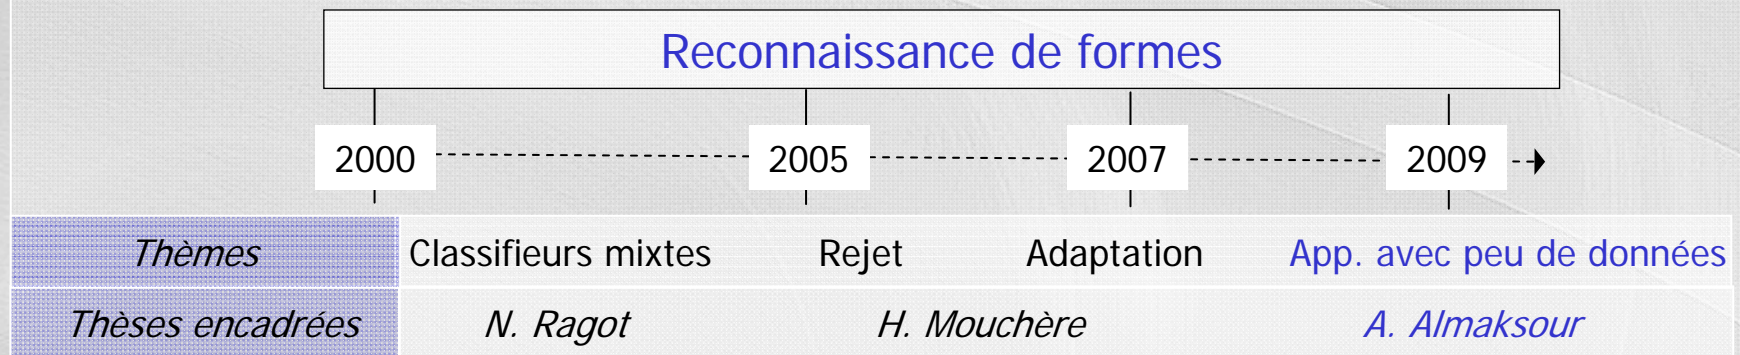 Reconnaissance de formes
2000 2005 2007 2009
Thèmes Classifieurs mixtes Rejet Adaptation App. avec peu de données
Thèses encadrées N. Ragot H. Mouchère A. Almaksour